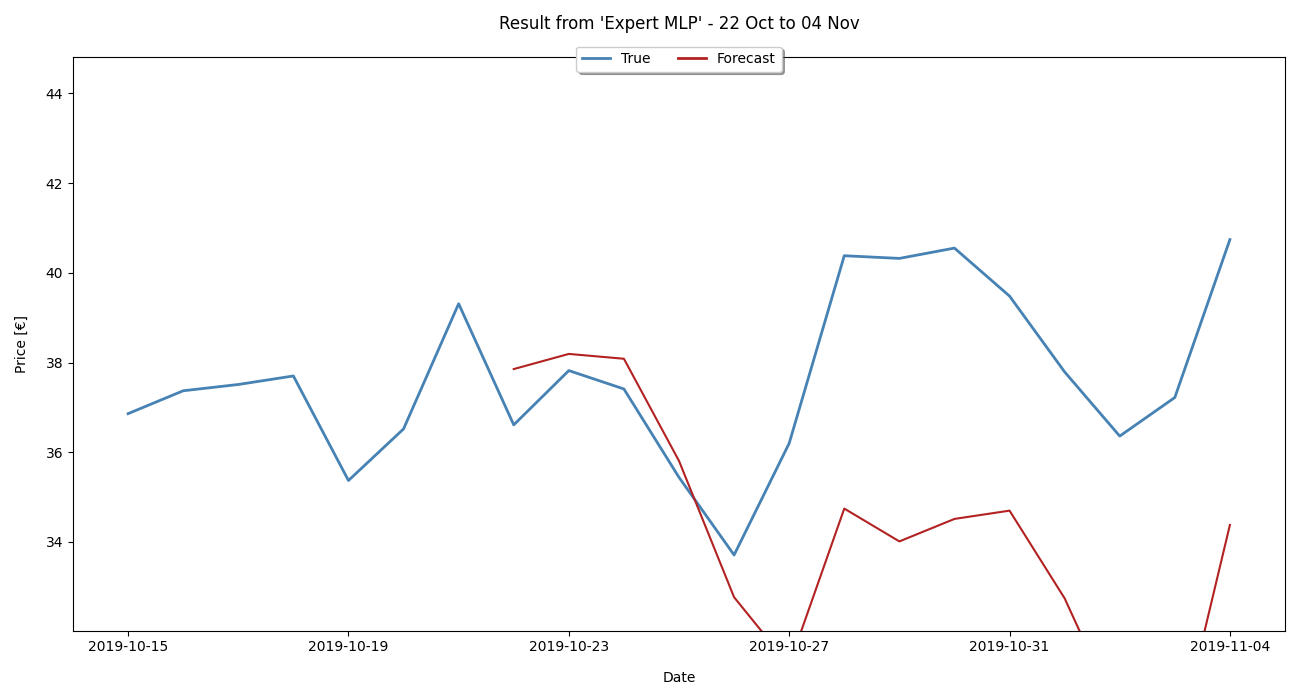 Result from 'Expert MLP' - 22 Oct to 04 Nov
True Forecast
44
42
40
38
36
34
Price [€]
2019-10-15 2019-10-19 2019-10-23 2019-10-27 2019-10-31 2019-11-04
Date